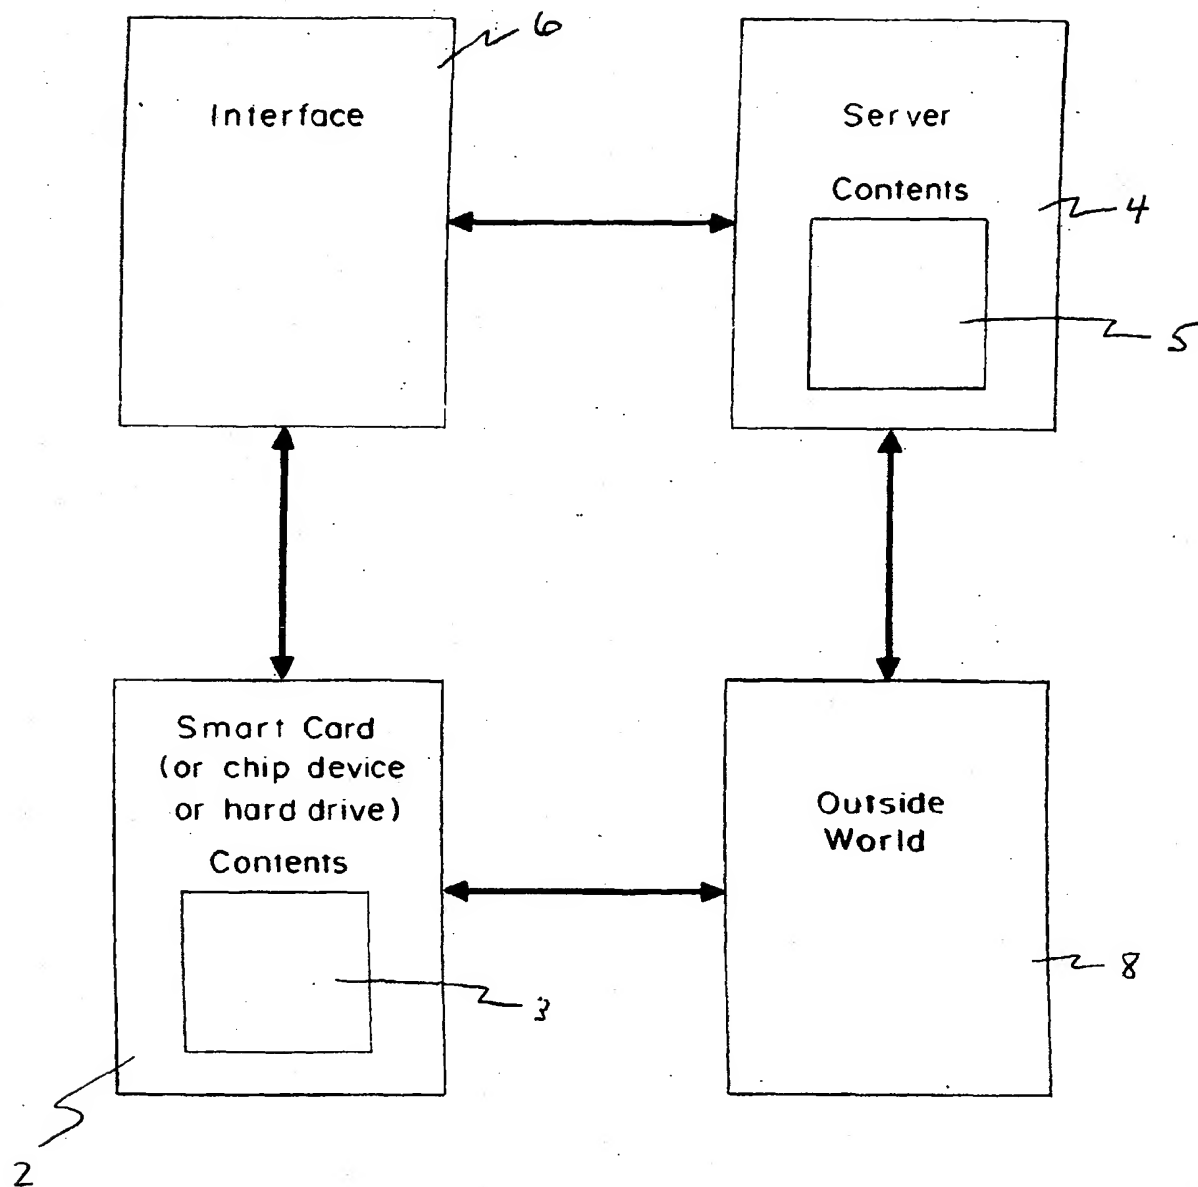 6
Interface
Server
Contents
4
5
Smart Card
(or chip device
or hard drive)
Contents
3
2
Outside
World
8